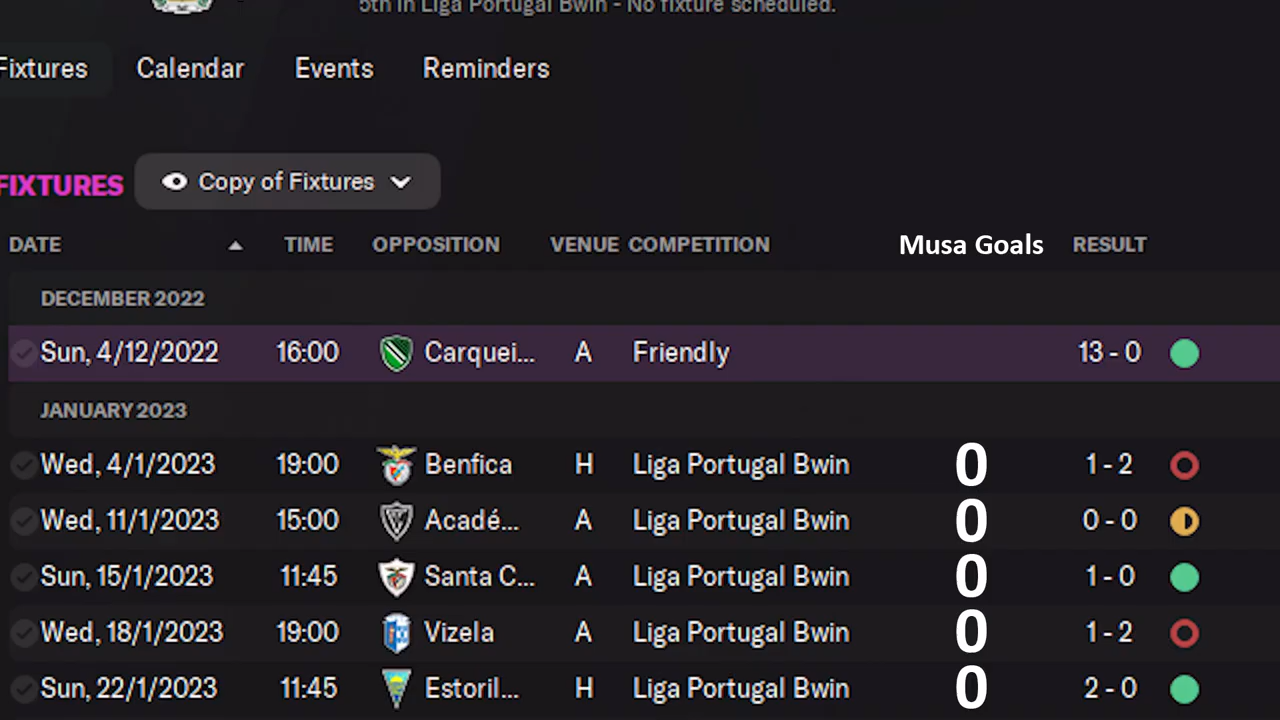 5th in Liga Portugal Bwin - No fixture scheduled.
Fixtures Calendar Events Reminders
FIXTURES Copy of Fixtures
DATE TIME OPPOSITION VENUE COMPETITION Musa Goals RESULT
DECEMBER 2022
Sun, 4/12/2022 16:00 Carquei... A Friendly 13 - 0
JANUARY 2023
Wed, 4/1/2023 19:00 Benfica H Liga Portugal Bwin 0 1 - 2
Wed, 11/1/2023 15:00 Acadé... A Liga Portugal Bwin 0 0 - 0
Sun, 15/1/2023 11:45 Santa C... A Liga Portugal Bwin 0 1 - 0
Wed, 18/1/2023 19:00 Vizela A Liga Portugal Bwin 0 1 - 2
Sun, 22/1/2023 11:45 Estoril... H Liga Portugal Bwin 0 2 - 0